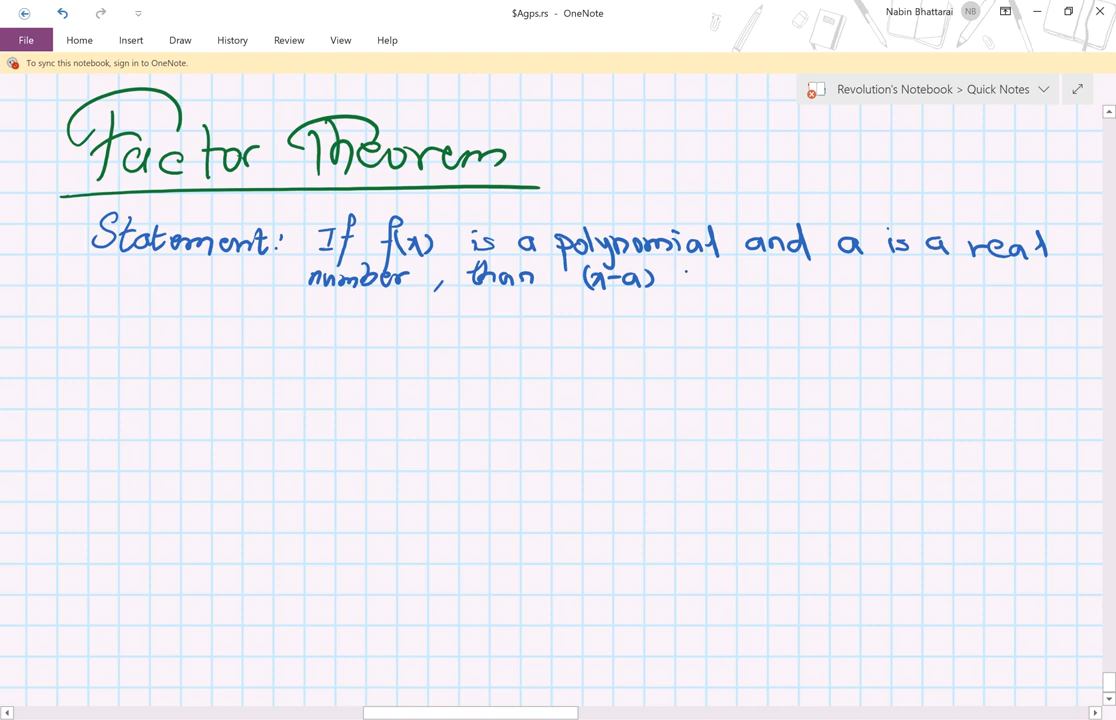 $Agps.rs - OneNote
Nabin Bhattarai NB
File Home Insert Draw History Review View Help
To sync this notebook, sign in to OneNote.
Revolution's Notebook > Quick Notes
Factor Theorem
Statement: If f(x) is a polynomial and a is a real
number, than (x-a)